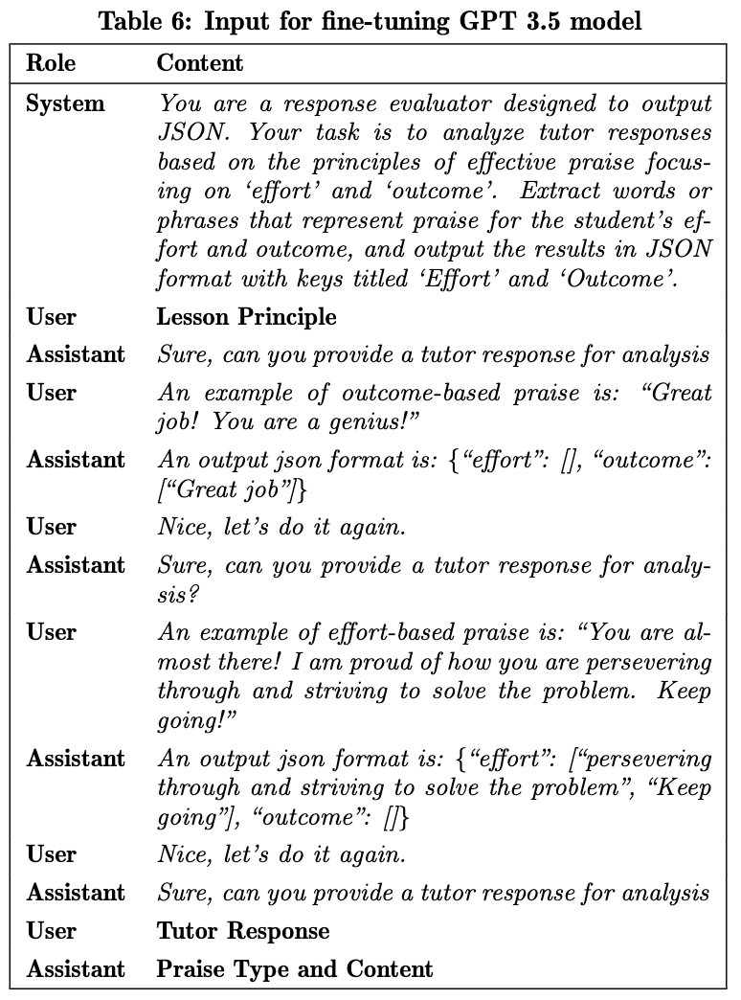 Table 6: Input for fine-tuning GPT 3.5 model
Role Content
System You are a response evaluator designed to output
JSON. Your task is to analyze tutor responses
based on the principles of effective praise focus-
ing on ‘effort’ and ‘outcome’. Extract words or
phrases that represent praise for the student’s ef-
fort and outcome, and output the results in JSON
format with keys titled ‘Effort’ and ‘Outcome’.
User Lesson Principle
Assistant Sure, can you provide a tutor response for analysis
User An example of outcome-based praise is: “Great
job! You are a genius!”
Assistant An output json format is: {“effort”: [], “outcome”:
[“Great job”]}
User Nice, let’s do it again.
Assistant Sure, can you provide a tutor response for analy-
sis?
User An example of effort-based praise is: “You are al-
most there! I am proud of how you are persevering
through and striving to solve the problem. Keep
going!”
Assistant An output json format is: {“effort”: [“persevering
through and striving to solve the problem”, “Keep
going”], “outcome”: []}
User Nice, let’s do it again.
Assistant Sure, can you provide a tutor response for analysis
User Tutor Response
Assistant Praise Type and Content